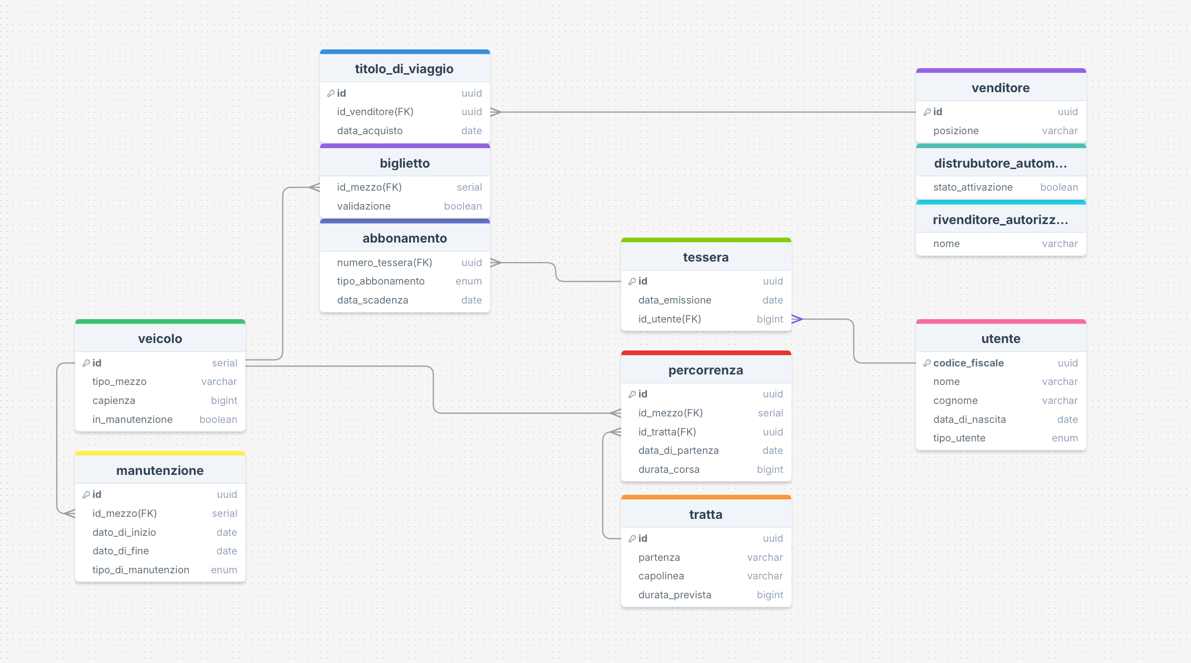 titolo_di_viaggio
id uuid
id_venditore(FK) uuid
data_acquisto date
biglietto
id_mezzo(FK) serial
validazione boolean
abbonamento
numero_tessera(FK) uuid
tipo_abbonamento enum
data_scadenza date
venditore
id uuid
posizione varchar
distrubutore_autom...
stato_attivazione boolean
rivenditore_autorizz...
nome varchar
tessera
id uuid
data_emissione date
id_utente(FK) bigint
veicolo
id serial
tipo_mezzo varchar
capienza bigint
in_manutenzione boolean
utente
codice_fiscale uuid
nome varchar
cognome varchar
data_di_nascita date
tipo_utente enum
percorrenza
id uuid
id_mezzo(FK) serial
id_tratta(FK) uuid
data_di_partenza date
durata_corsa bigint
manutenzione
id uuid
id_mezzo(FK) serial
dato_di_inizio date
dato_di_fine date
tipo_di_manutenzion enum
tratta
id uuid
partenza varchar
capolinea varchar
durata_prevista bigint